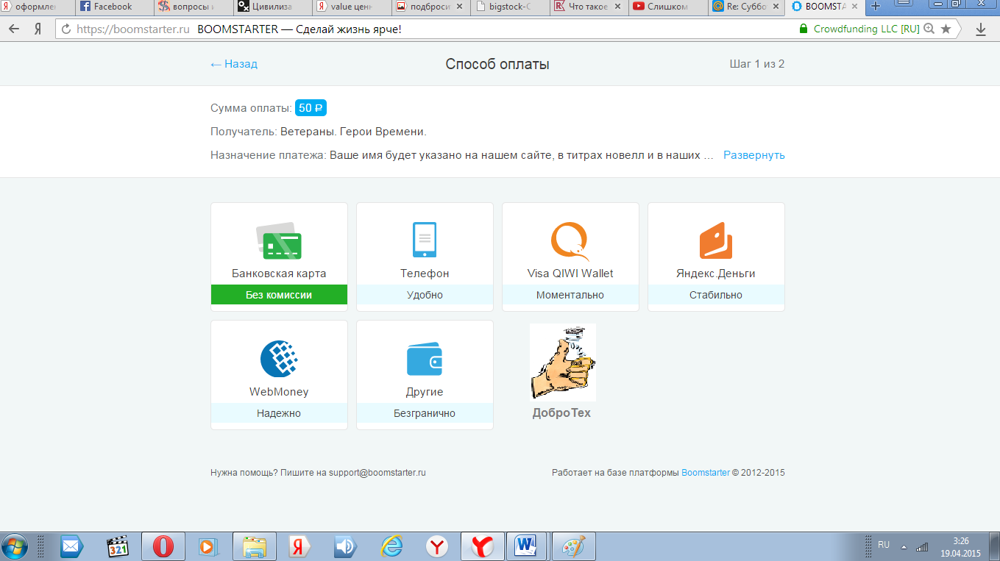 оформле
Facebook
вопросы и
Цивилиза
value цен
подброси
bigstock-
Что такое
Слишком
Re: Суббо
BOOMSTA
Я https://boomstarter.ru BOOMSTARTER — Сделай жизнь ярче! Crowdfunding LLC [RU]
← Назад Способ оплаты Шаг 1 из 2
Сумма оплаты: 50 ₽
Получатель: Ветераны. Герои Времени.
Назначение платежа: Ваше имя будет указано на нашем сайте, в титрах новелл и в наших … Развернуть
Банковская карта
Без комиссии
Телефон
Удобно
Visa QIWI Wallet
Моментально
Яндекс.Деньги
Стабильно
WebMoney
Надежно
Другие
Безгранично
ДоброТех
Нужна помощь? Пишите на support@boomstarter.ru Работает на базе платформы Boomstarter © 2012-2015
321
RU
3:26
19.04.2015